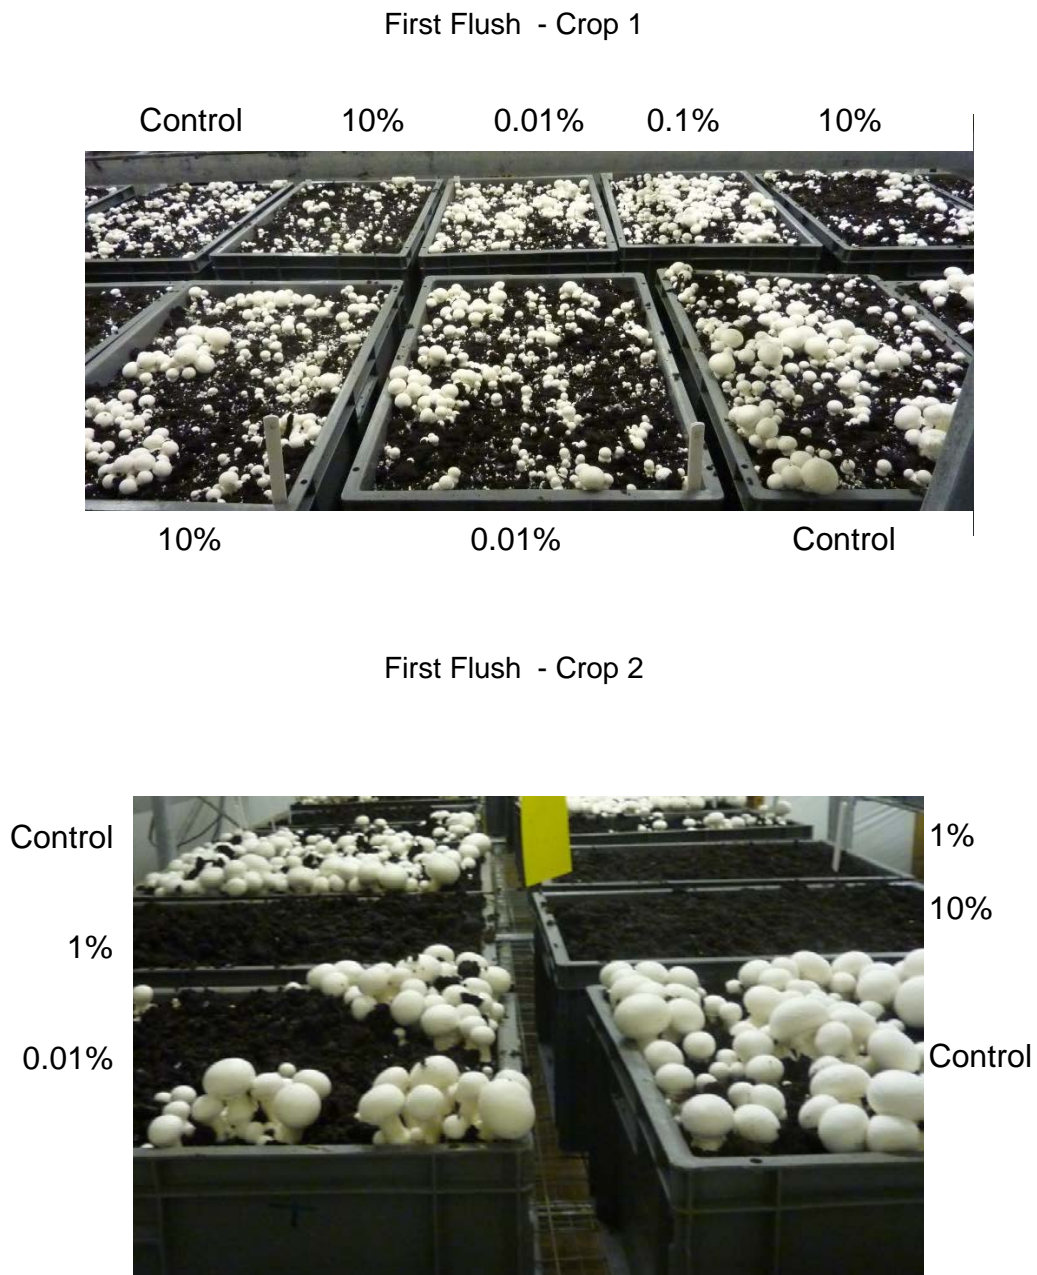 First Flush - Crop 1
Control 10% 0.01% 0.1% 10%
10% 0.01% Control
First Flush - Crop 2
Control
1%
0.01%
1%
10%
Control